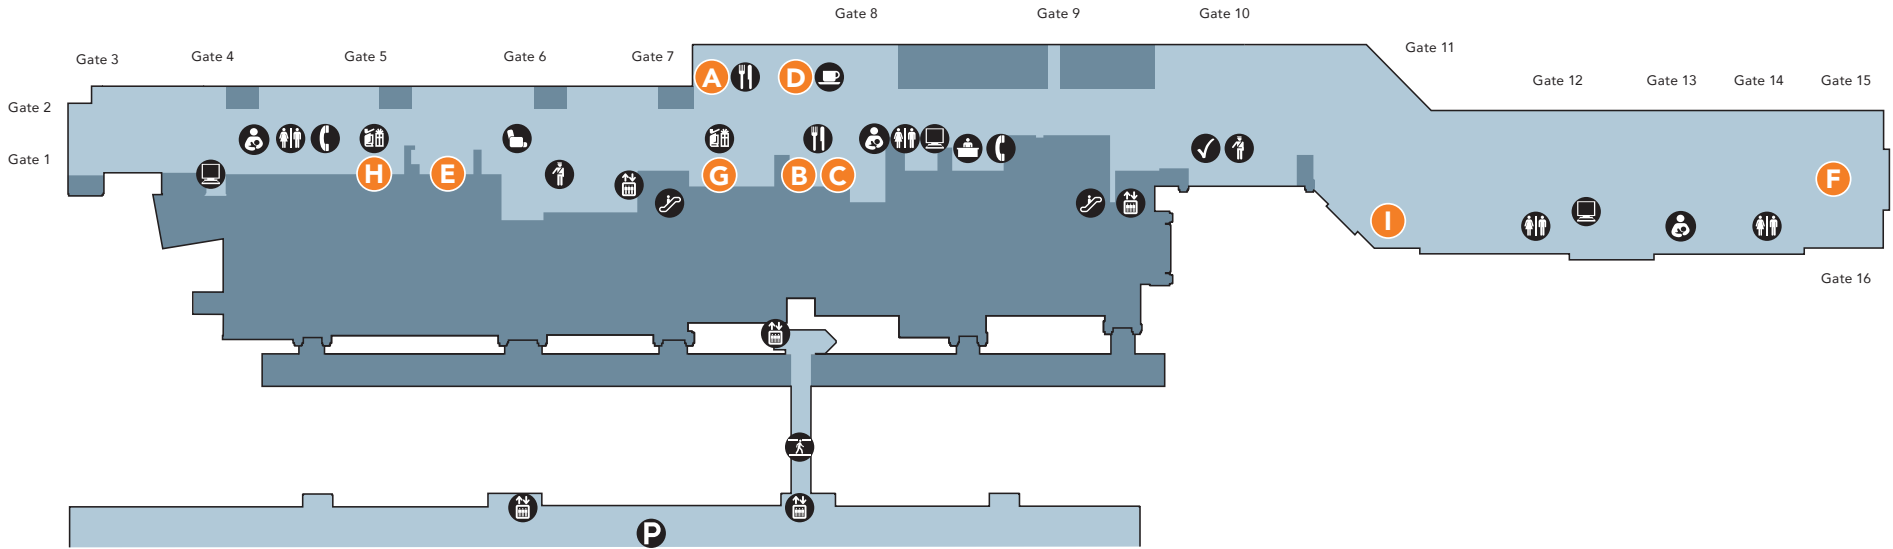 Gate 8
Gate 9
Gate 10
Gate 11
Gate 3
Gate 4
Gate 5
Gate 6
Gate 7
Gate 12
Gate 13
Gate 14
Gate 15
Gate 2
Gate 1
A
D
H
E
G
B
C
F
I
Gate 16
P